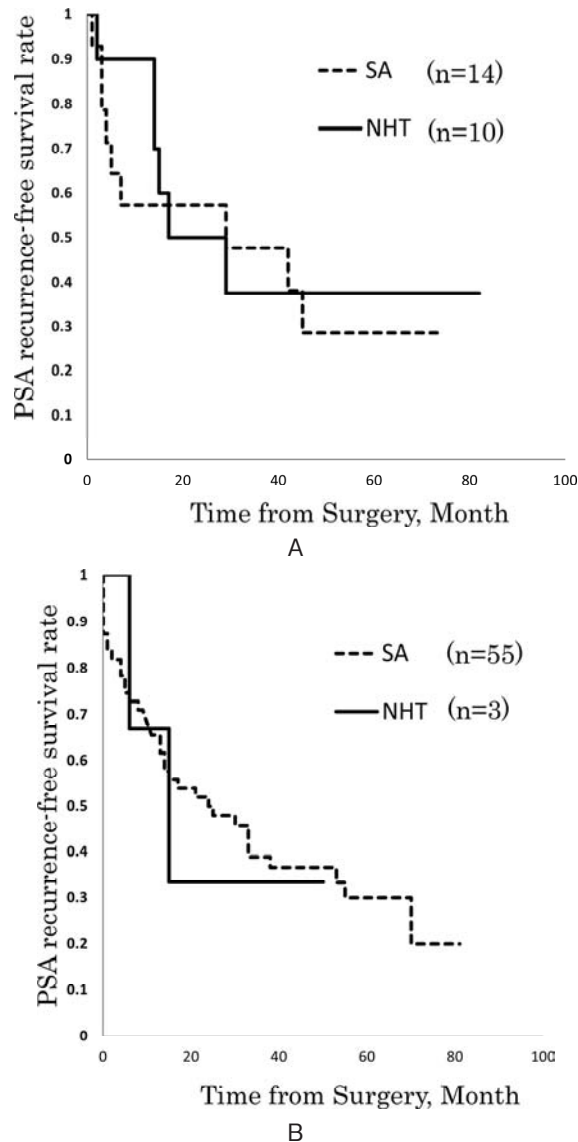 PSA recurrence-free survival rate
1
0.9
0.8
0.7
0.6
0.5
0.4
0.3
0.2
0.1
0
SA (n=14)
NHT (n=10)
0 20 40 60 80 100
Time from Surgery, Month
A
PSA recurrence-free survival rate
1
0.9
0.8
0.7
0.6
0.5
0.4
0.3
0.2
0.1
0
SA (n=55)
NHT (n=3)
0 20 40 60 80 100
Time from Surgery, Month
B